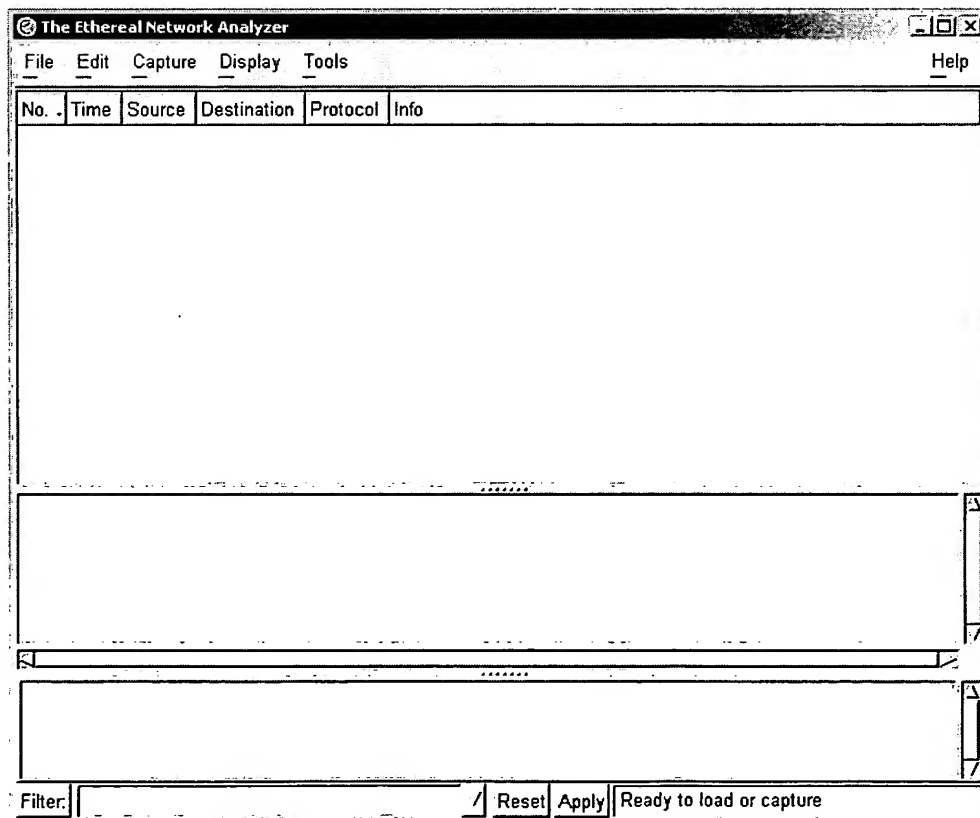 The Ethereal Network Analyzer
File Edit Capture Display Tools Help
No. Time Source Destination Protocol Info
Filter: Reset Apply Ready to load or capture